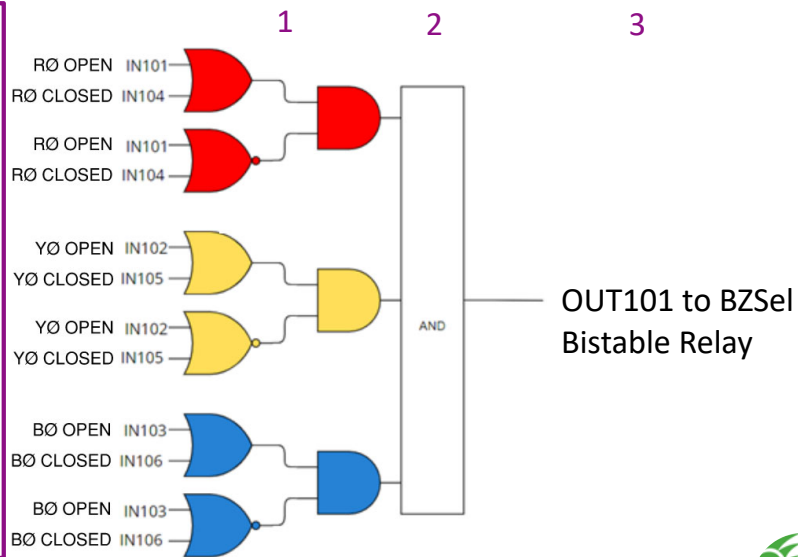 1 2 3
RØ OPEN IN101
RØ CLOSED IN104
RØ OPEN IN101
RØ CLOSED IN104
YØ OPEN IN102
YØ CLOSED IN105
YØ OPEN IN102
YØ CLOSED IN105
AND
OUT101 to BZSel
Bistable Relay
BØ OPEN IN103
BØ CLOSED IN106
BØ OPEN IN103
BØ CLOSED IN106